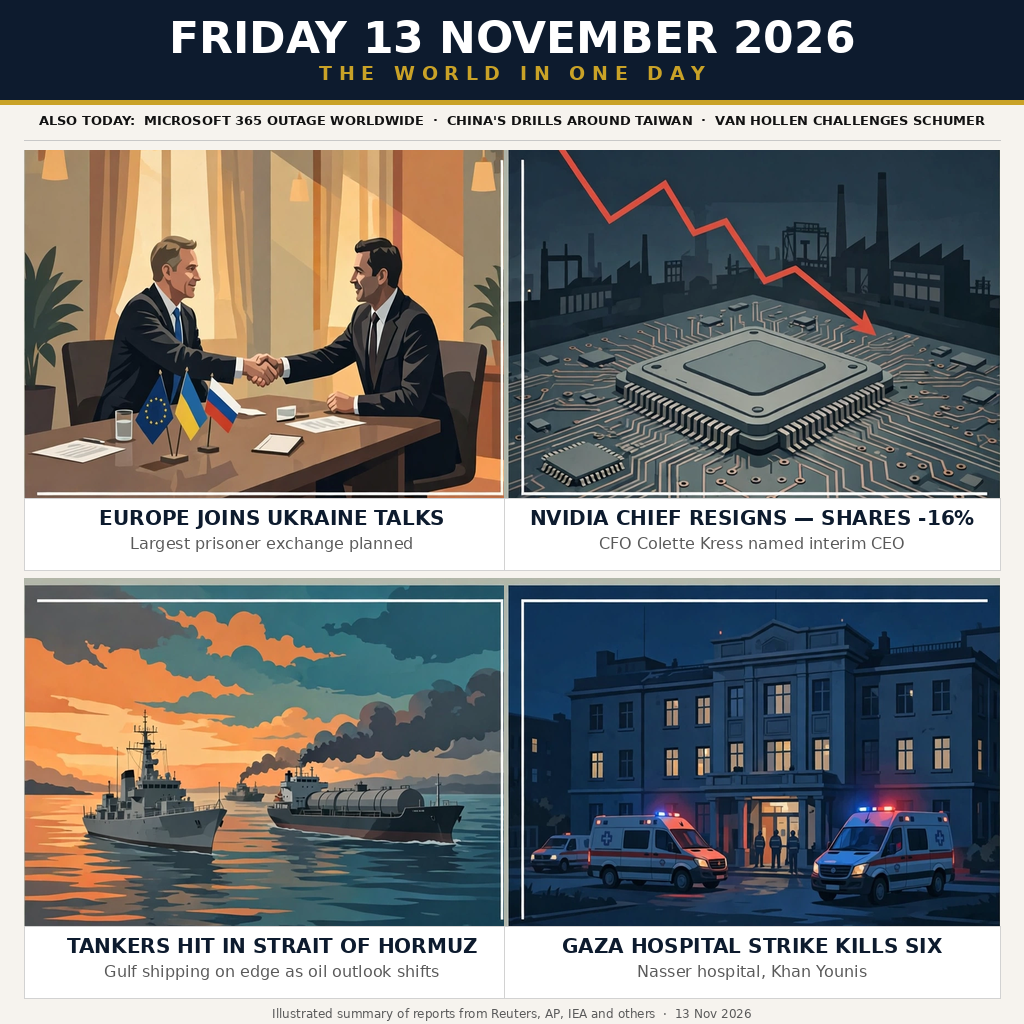 FRIDAY 13 NOVEMBER 2026
THE WORLD IN ONE DAY
ALSO TODAY: MICROSOFT 365 OUTAGE WORLDWIDE · CHINA'S DRILLS AROUND TAIWAN · VAN HOLLEN CHALLENGES SCHUMER
EUROPE JOINS UKRAINE TALKS
Largest prisoner exchange planned
NVIDIA CHIEF RESIGNS — SHARES -16%
CFO Colette Kress named interim CEO
TANKERS HIT IN STRAIT OF HORMUZ
Gulf shipping on edge as oil outlook shifts
GAZA HOSPITAL STRIKE KILLS SIX
Nasser hospital, Khan Younis
Illustrated summary of reports from Reuters, AP, IEA and others · 13 Nov 2026